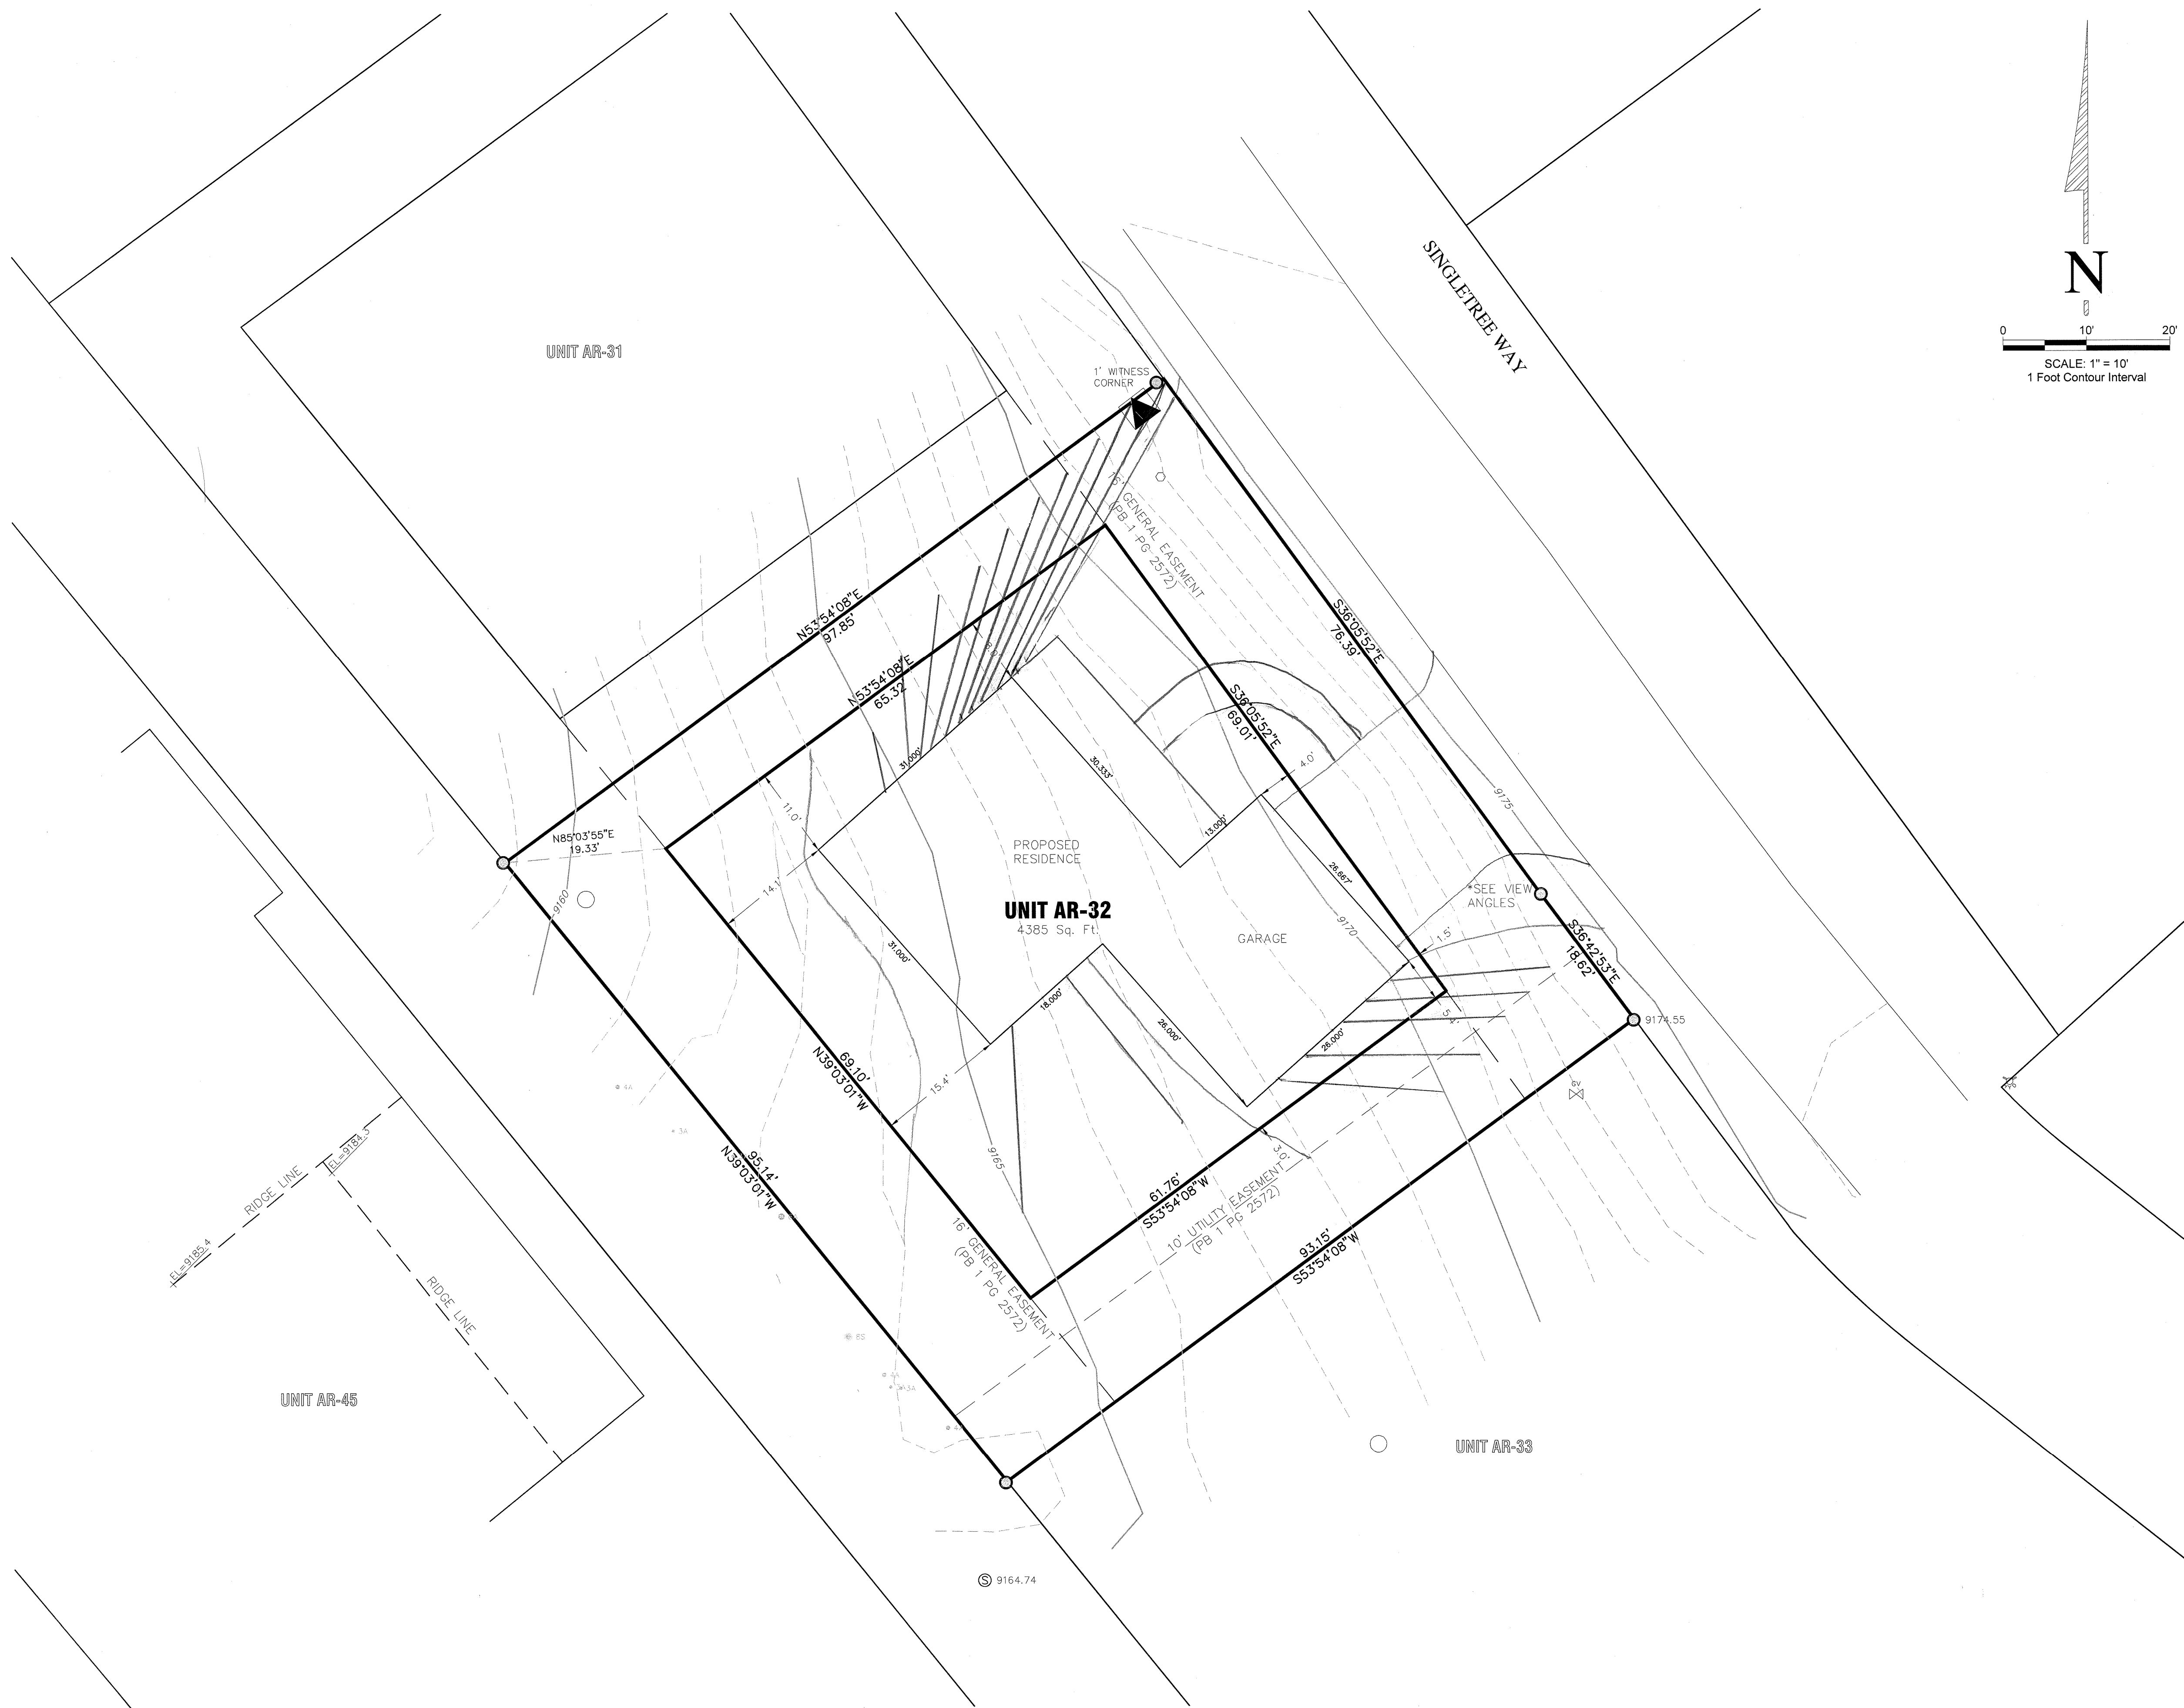 SINGLETREE WAY
N
0 10' 20'
SCALE: 1" = 10'
1 Foot Contour Interval
UNIT AR-31
1' WITNESS
CORNER
16' GENERAL EASEMENT
(PB 1 PG 2572)
N53°54'08"E
97.85'
N53°54'08"E
65.32'
S36°05'52"E
76.39'
S36°05'52"E
69.01'
8.0'
31.000'
30.333'
4.0'
13.000'
11.0'
14.1'
N85°03'55"E
19.33'
9160
9175
PROPOSED
RESIDENCE
UNIT AR-32
4385 Sq. Ft.
GARAGE
26.667'
9170
*SEE VIEW
ANGLES
1.5'
S36°42'53"E
18.62'
31.000'
18.000'
26.000'
26.000'
5.4'
9174.55
GV
15.4'
69.10'
N39°03'01"W
95.14'
N39°03'01"W
9165
4A
3A
61.76'
S53°54'08"W
3.0'
10' UTILITY EASEMENT
(PB 1 PG 2572)
93.15'
S53°54'08"W
16' GENERAL EASEMENT
(PB 1 PG 2572)
EL=9184.3
RIDGE LINE
EL=9185.4
RIDGE LINE
8S
UNIT AR-45
UNIT AR-33
S 9164.74